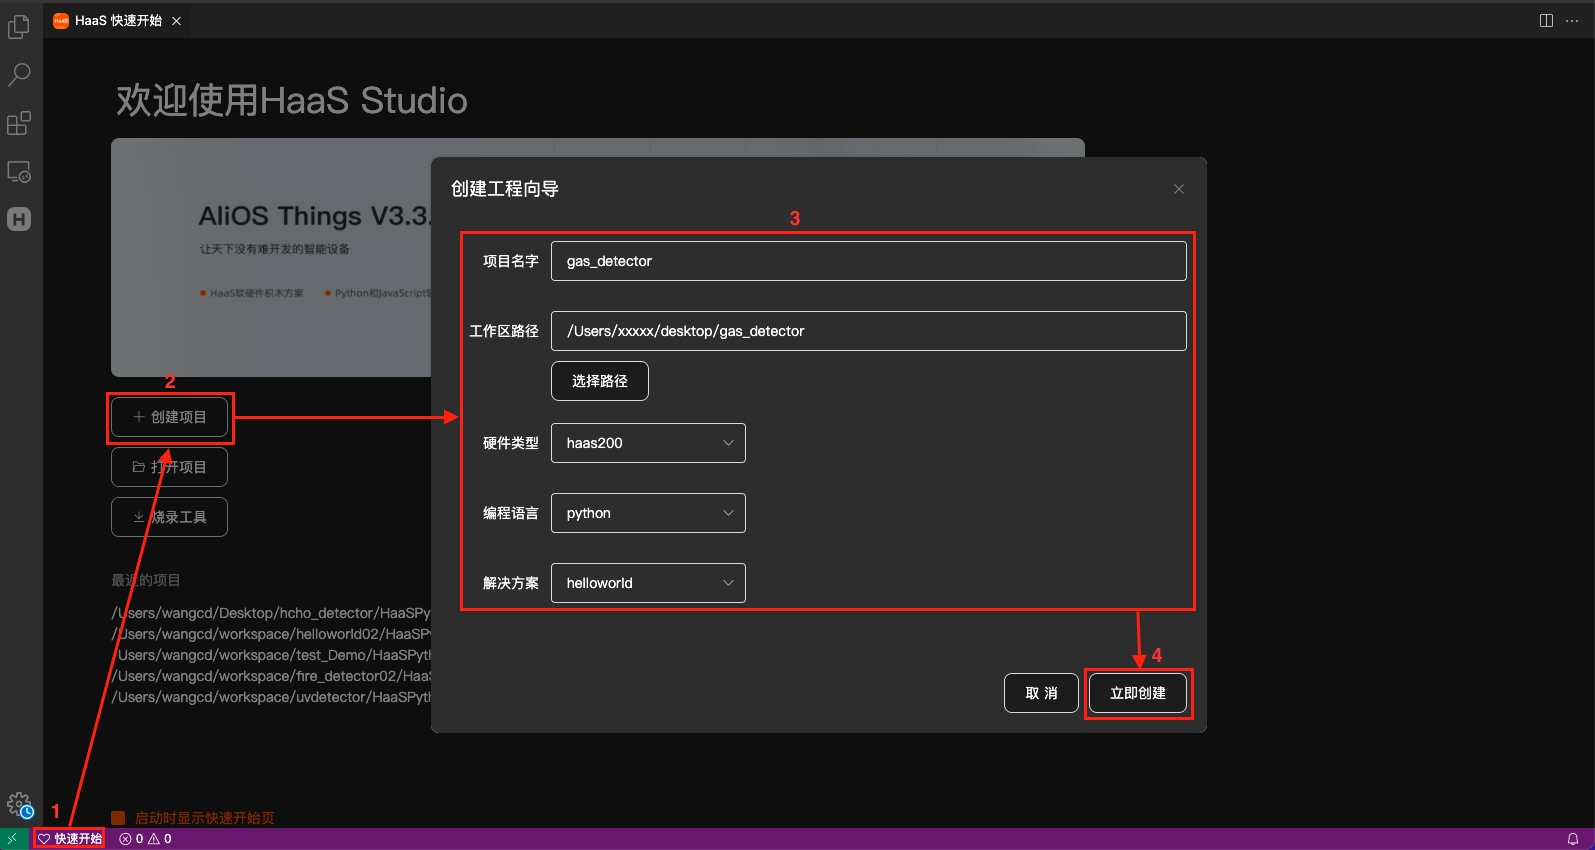 HaaS 快速开始
欢迎使用HaaS Studio
AliOS Things V3.3.
让天下没有难开发的智能设备
HaaS软硬件积木方案
Python和JavaScript
2
+ 创建项目
打开项目
烧录工具
最近的项目
/Users/wangcd/Desktop/hcho_detector/HaaSPy
/Users/wangcd/workspace/helloworld02/HaaSPy
/Users/wangcd/workspace/test_Demo/HaaSPyth
/Users/wangcd/workspace/fire_detector02/HaaS
/Users/wangcd/workspace/uvdetector/HaaSPyth
创建工程向导
3
项目名字 gas_detector
工作区路径 /Users/xxxxx/desktop/gas_detector
选择路径
硬件类型 haas200
编程语言 python
解决方案 helloworld
4
取 消 立即创建
1
启动时显示快速开始页
快速开始 0 0